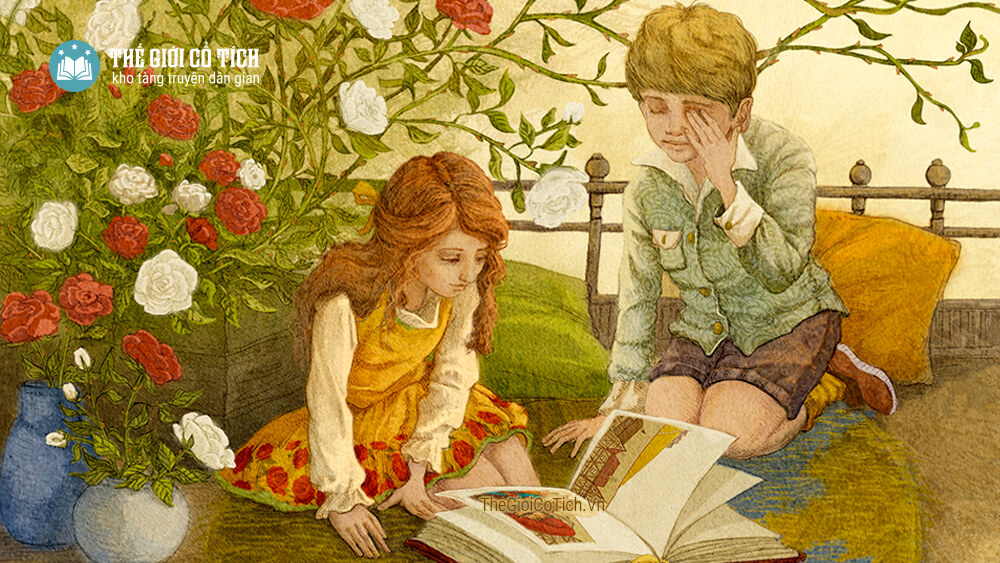 THẾ GIỚI CỔ TÍCH
kho tàng truyện dân gian
TheGioiCoTich.Vn